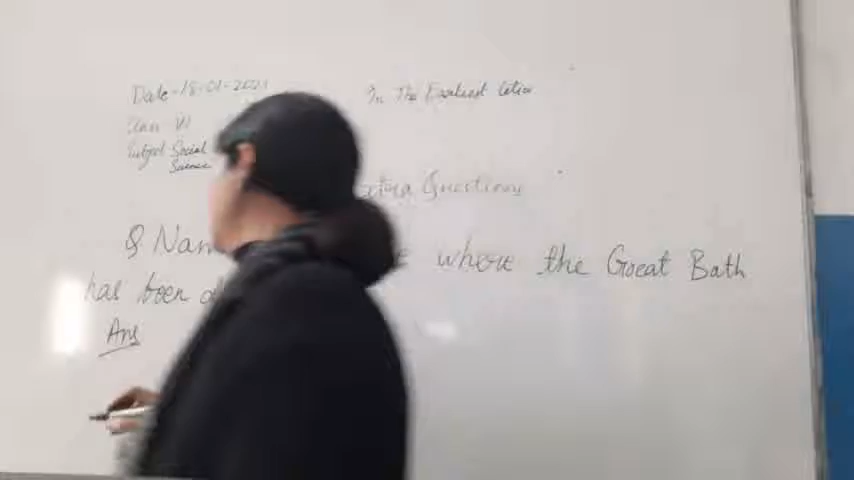 Date-18-01-2021
In The Earliest Cities
Class VI
Subject Social
Science
Questions
Q Nam where the Great Bath
has been d
Ans